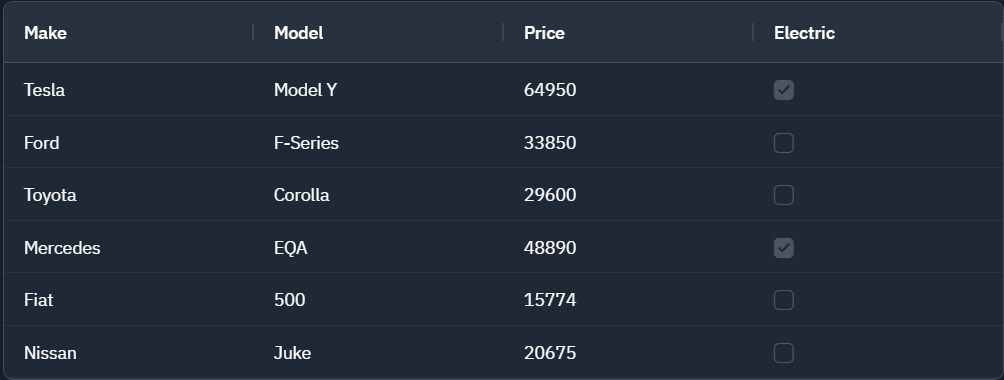 Make Model Price Electric
Tesla Model Y 64950
Ford F-Series 33850
Toyota Corolla 29600
Mercedes EQA 48890
Fiat 500 15774
Nissan Juke 20675